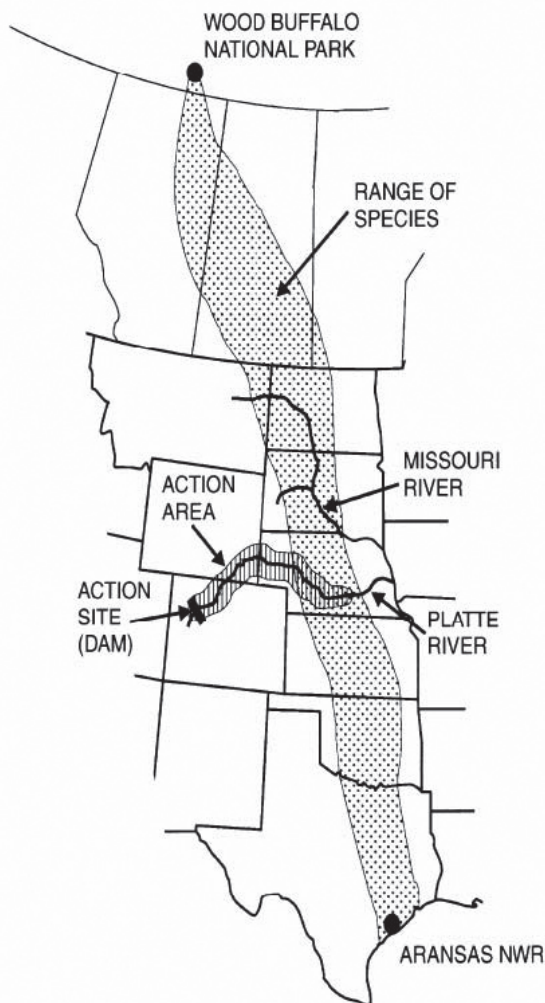 WOOD BUFFALO
NATIONAL PARK
RANGE OF
SPECIES
MISSOURI
RIVER
ACTION
AREA
ACTION
SITE
(DAM)
PLATTE
RIVER
ARANSAS NWR